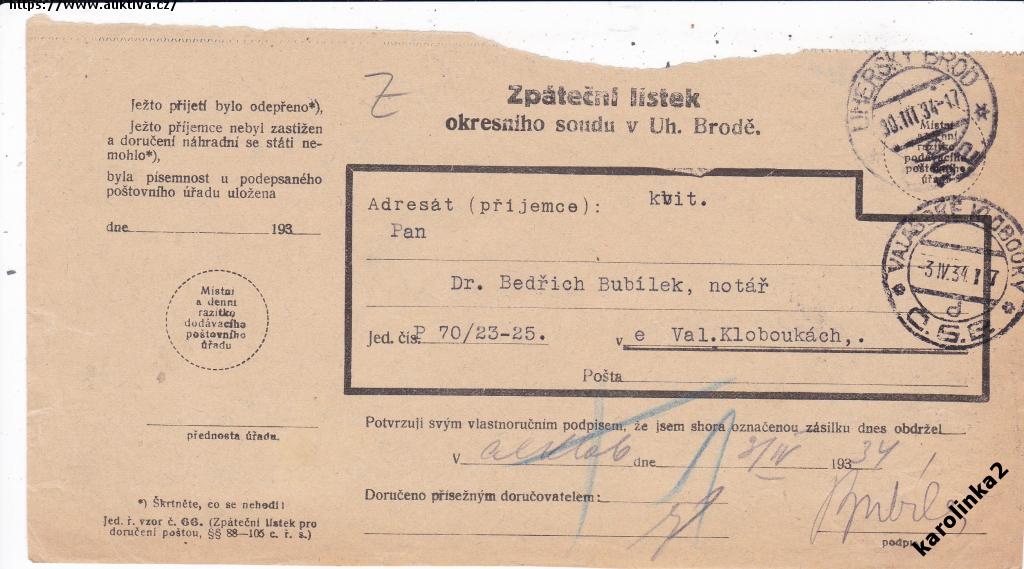 https://www.auktiva.cz/
Z
Zpáteční lístek
okresního soudu v Uh. Brodě.
Ježto přijetí bylo odepřeno*),
Ježto příjemce nebyl zastižen
a doručení náhradní se státi ne-
mohlo*),
byla písemnost u podepsaného
poštovního úřadu uložena
dne 193
Místní
a denní
razítko
dodávacího
poštovního
úřadu
přednosta úřadu.
*) Škrtněte, co se nehodí!
Jed. ř. vzor č. 66. (Zpáteční lístek pro
doručení poštou, §§ 88—105 c. ř. s.)
UHERSKÝ BROD
30.III 34-17
Místní
a denní
razítko
podávacího
poštovního
úřadu
VALAŠSKÉ KLOBOUKY
-3.IV.34.17
d
Č.S.R.
Adresát (příjemce): kvit.
Pan
Dr. Bedřich Bubílek, notář
Jed. čís. P 70/23-25. v e Val.Kloboukách,.
Pošta
Potvrzuji svým vlastnoručním podpisem, že jsem shora označenou zásilku dnes obdržel
V dne 3/IV 193 34
Doručeno přísežným doručovatelem:
podpis
karolinka2